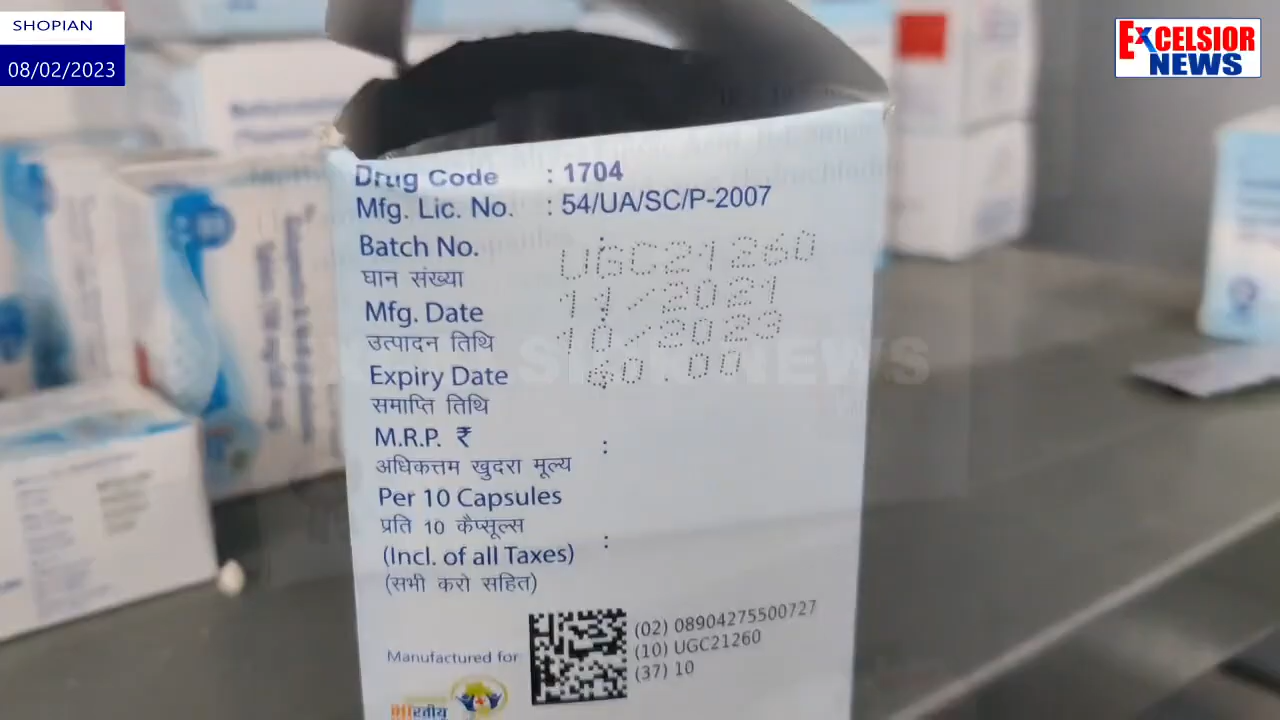 SHOPIAN
08/02/2023
EXCELSIOR
NEWS
Drug Code : 1704
Mfg. Lic. No. : 54/UA/SC/P-2007
Batch No. : UGC21260
घान संख्या
Mfg. Date 11/2021
उत्पादन तिथि
Expiry Date 10/2023
समाप्ति तिथि
M.R.P. ₹ : 60.00
अधिकत्तम खुदरा मूल्य
Per 10 Capsules
प्रति 10 कैप्सूल्स
(Incl. of all Taxes) :
(सभी करो सहित)
(02) 08904275500727
(10) UGC21260
(37) 10
Manufactured for
भारतीय
NEWS